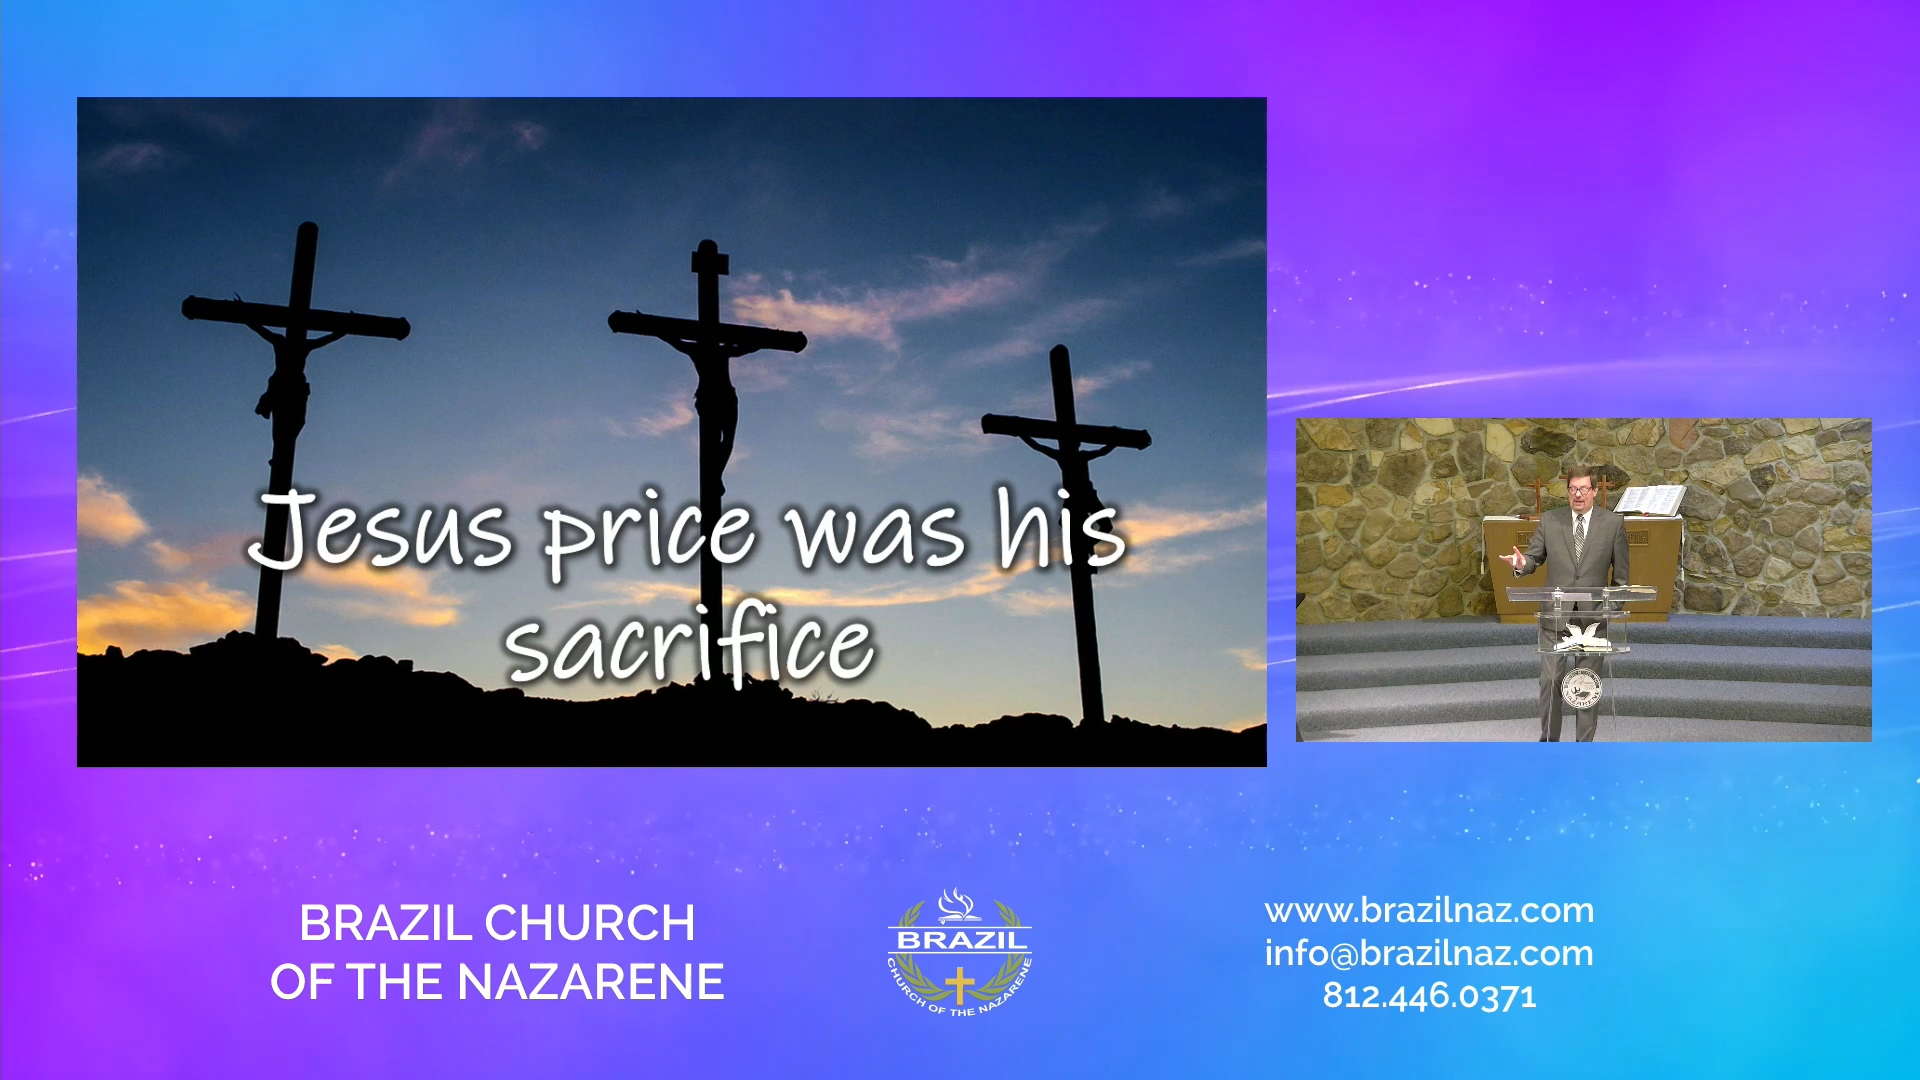 Jesus price was his
sacrifice
BRAZIL CHURCH
OF THE NAZARENE
BRAZIL
CHURCH OF THE NAZARENE
www.brazilnaz.com
info@brazilnaz.com
812.446.0371